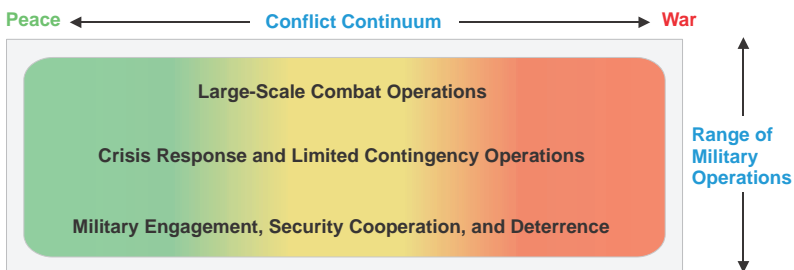 Peace Conflict Continuum War
Large-Scale Combat Operations
Crisis Response and Limited Contingency Operations
Military Engagement, Security Cooperation, and Deterrence
Range of
Military
Operations